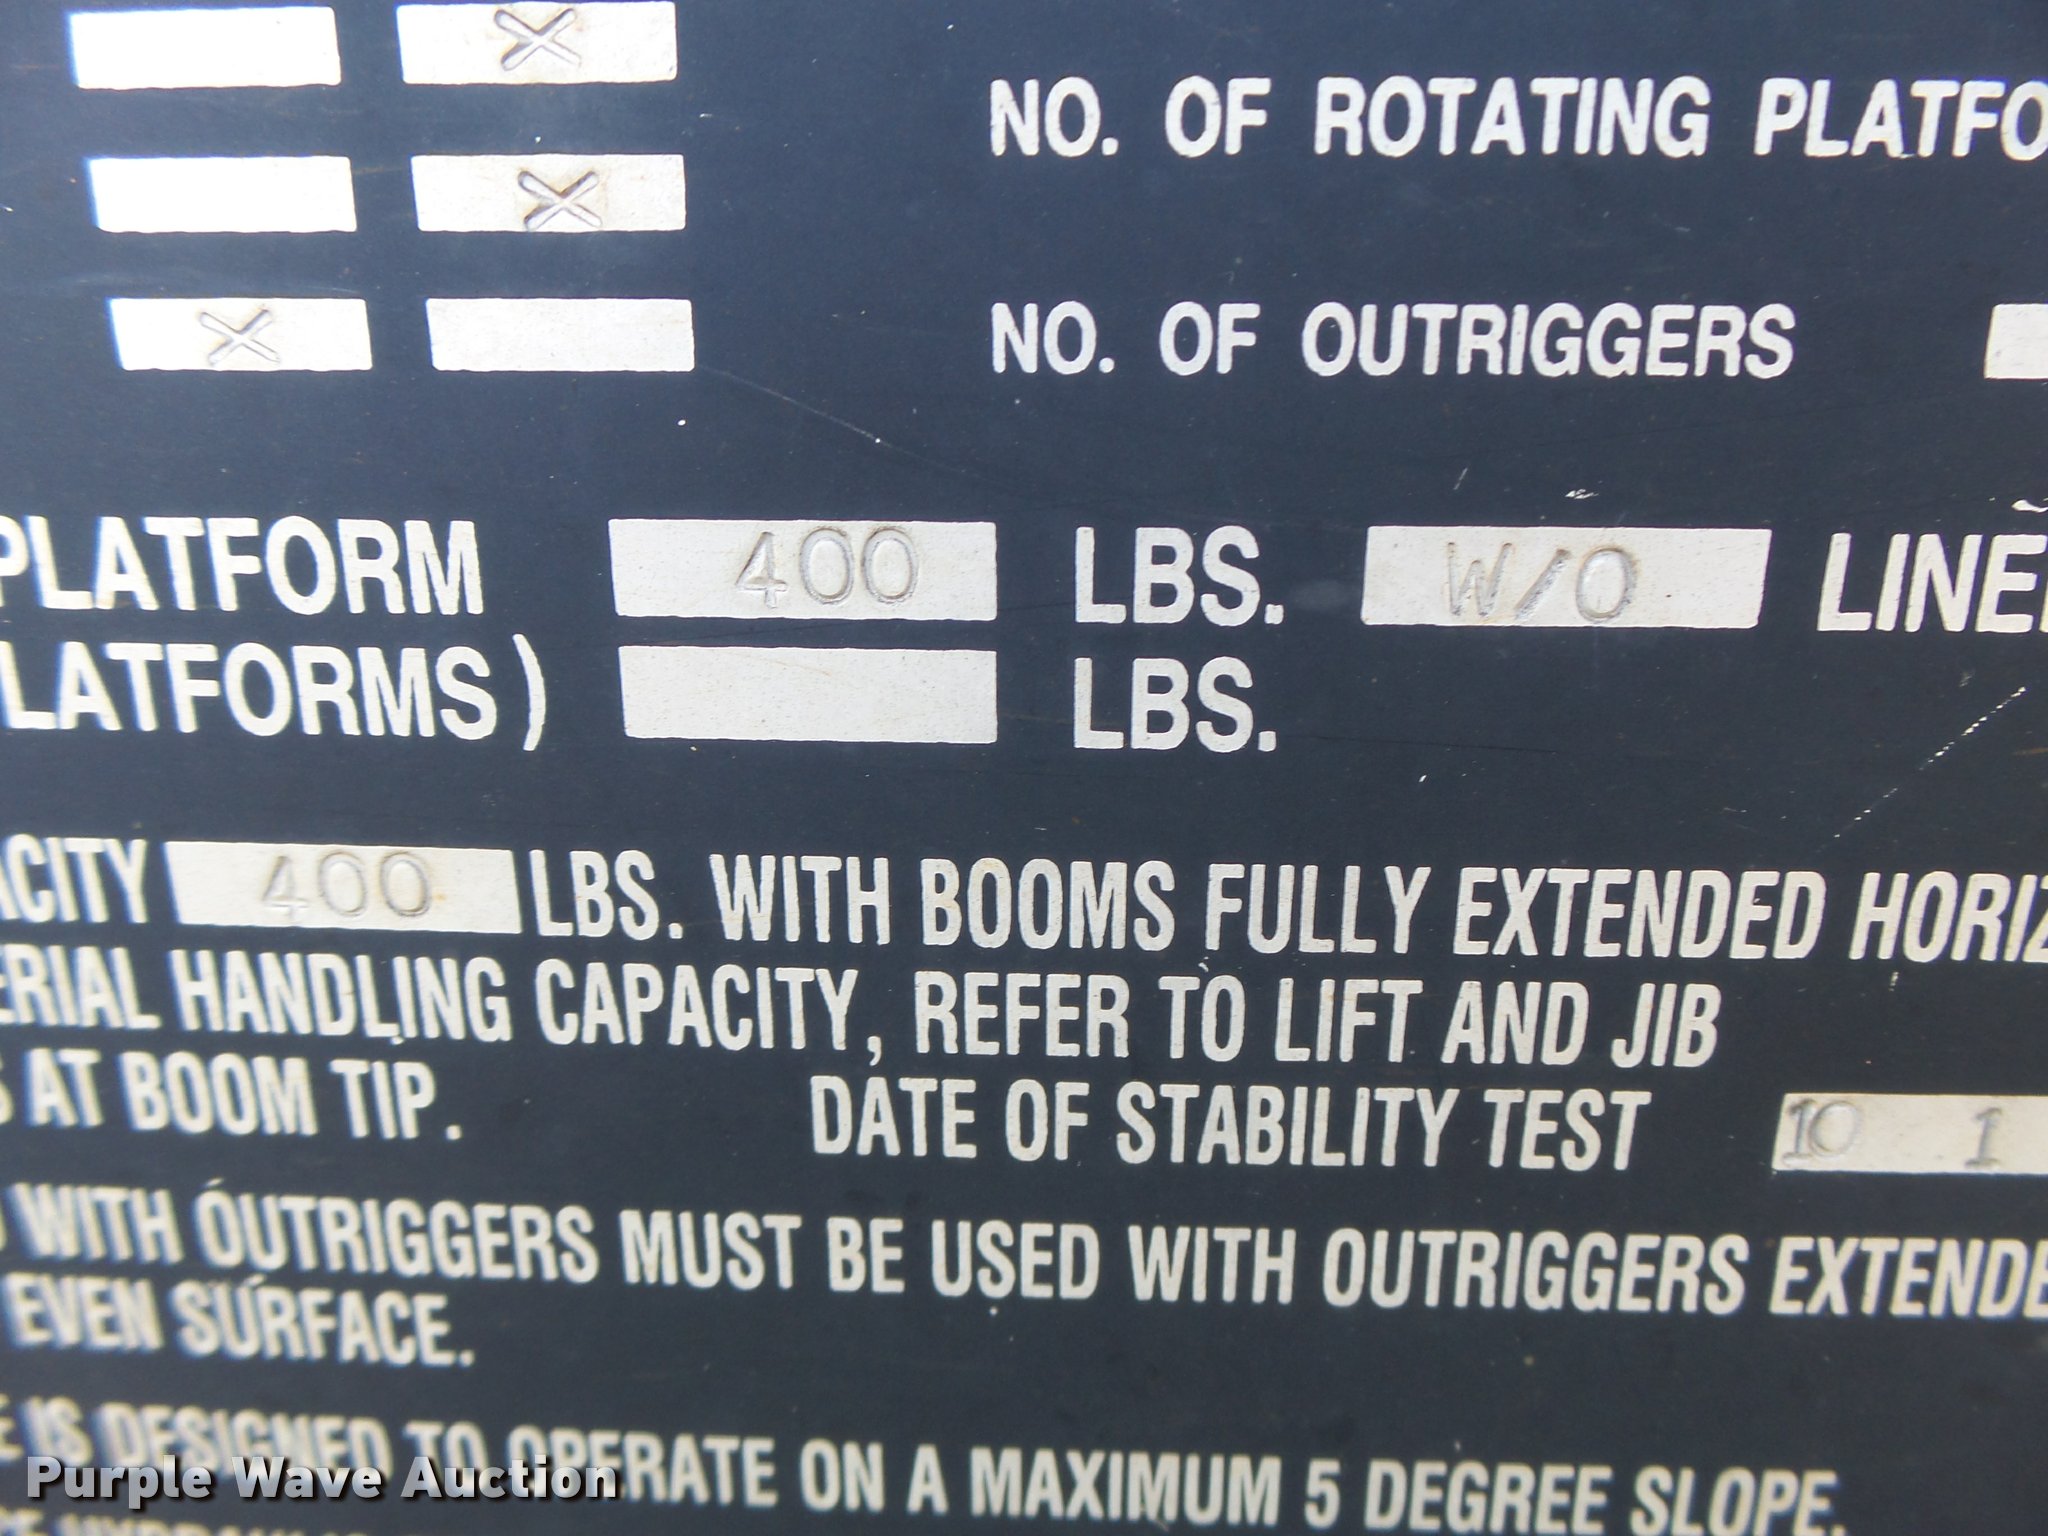 X
NO. OF ROTATING PLATFO
X
X
NO. OF OUTRIGGERS
PLATFORM 400 LBS. W/O LINE
LATFORMS) LBS.
ACITY 400 LBS. WITH BOOMS FULLY EXTENDED HORIZ
ERIAL HANDLING CAPACITY, REFER TO LIFT AND JIB
S AT BOOM TIP. DATE OF STABILITY TEST 10 1
WITH OUTRIGGERS MUST BE USED WITH OUTRIGGERS EXTENDE
EVEN SURFACE.
E IS DESIGNED TO OPERATE ON A MAXIMUM 5 DEGREE SLOPE.
Purple Wave Auction